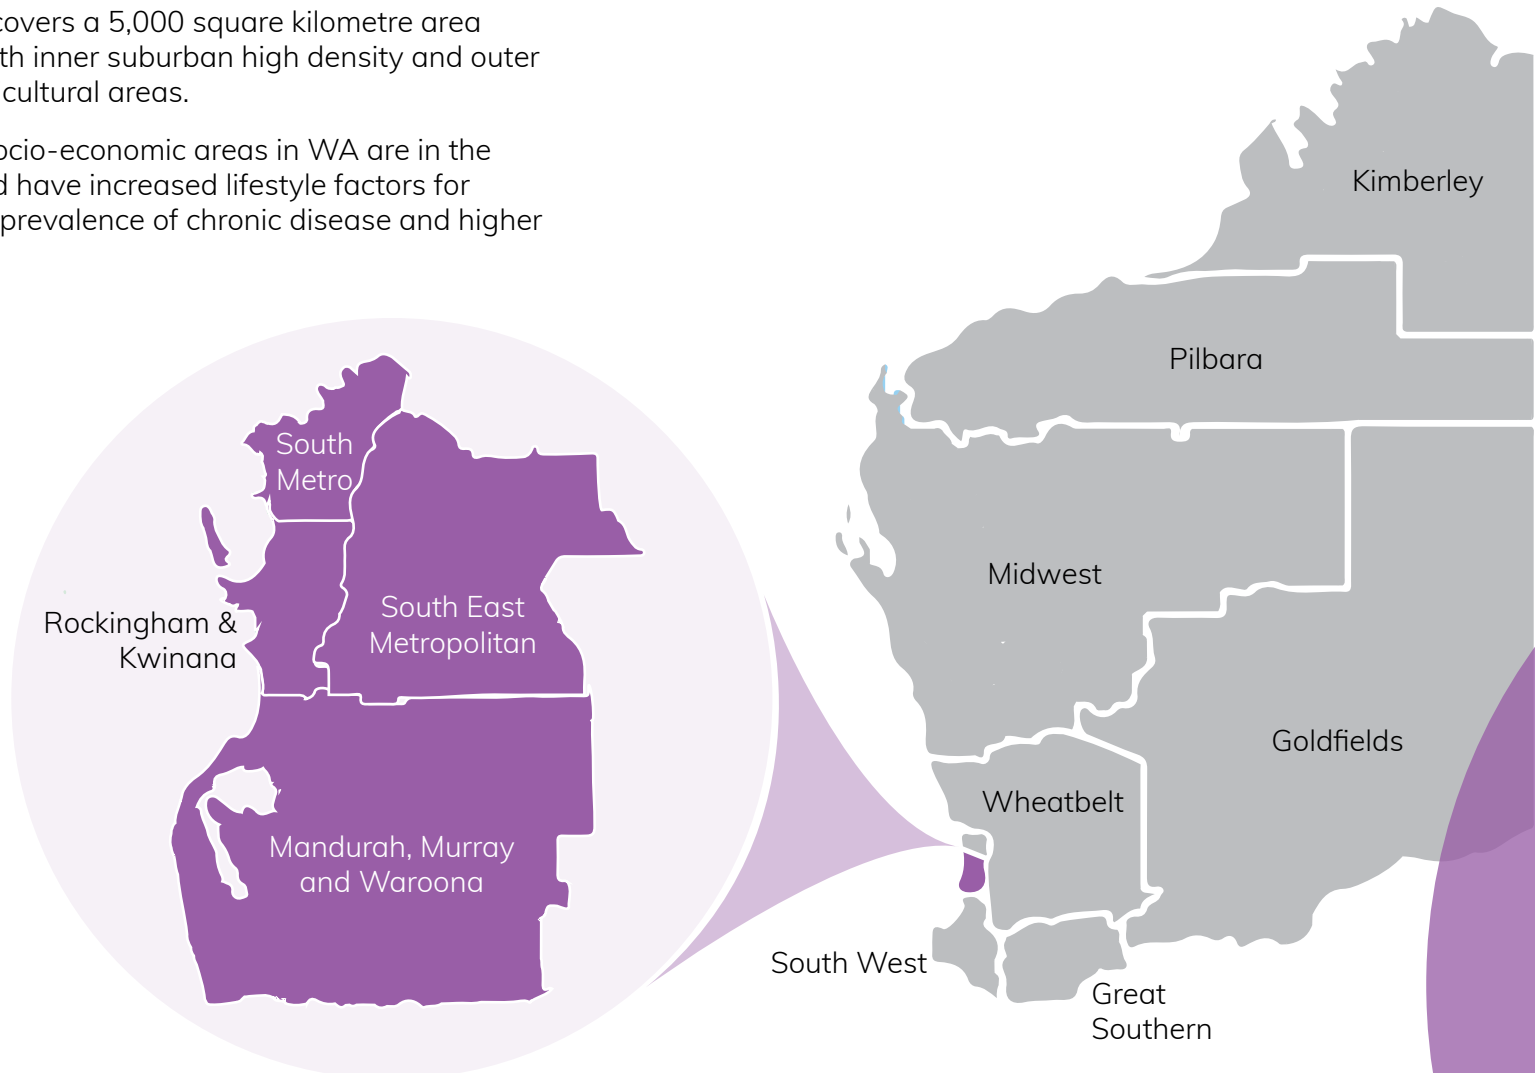 covers a 5,000 square kilometre area
th inner suburban high density and outer
cultural areas.
ocio-economic areas in WA are in the
d have increased lifestyle factors for
prevalence of chronic disease and higher
Kimberley
Pilbara
South
Metro
Rockingham &
Kwinana
South East
Metropolitan
Midwest
Goldfields
Wheatbelt
Mandurah, Murray
and Waroona
South West
Great
Southern